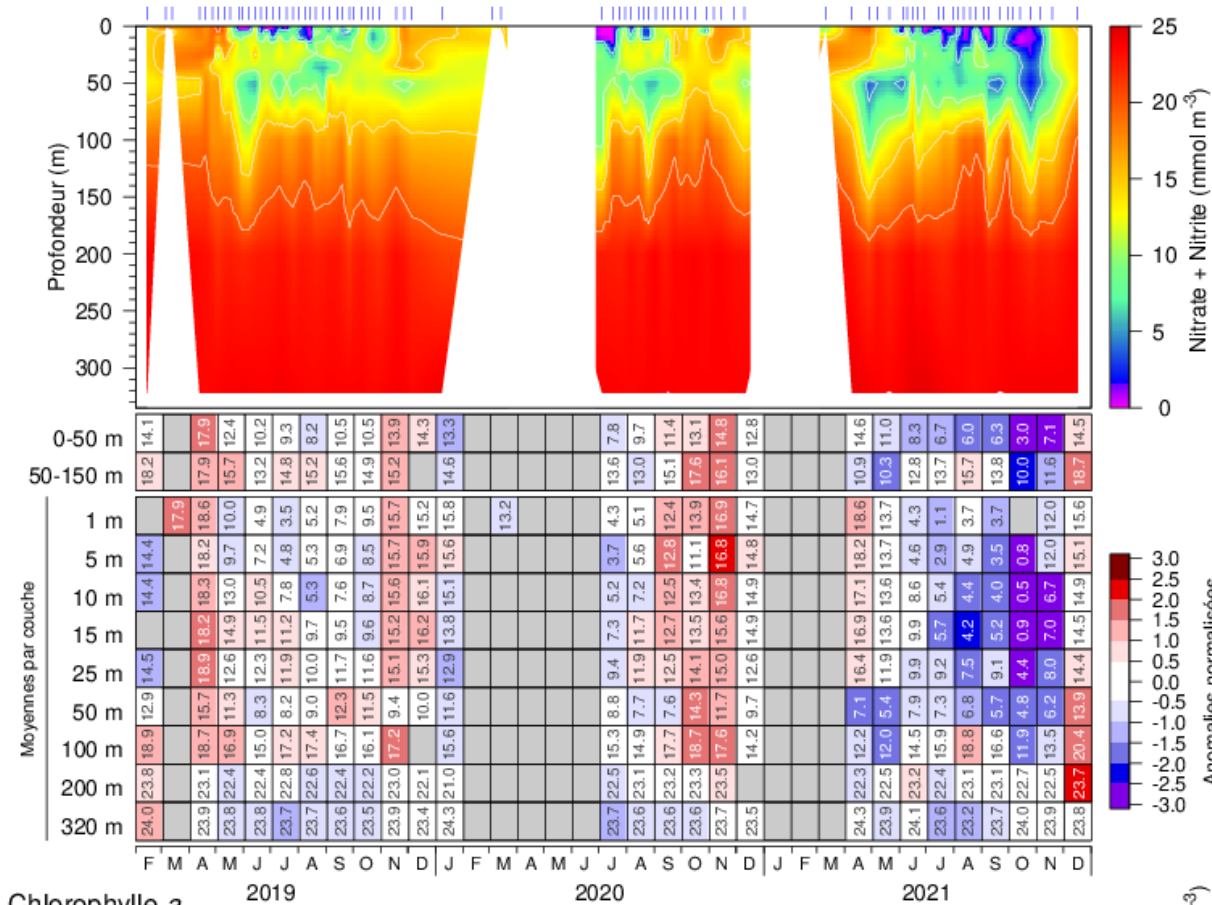 0
50
100
150
200
250
300
Profondeur (m)
25
20
15
10
5
0
Nitrate + Nitrite (mmol m-3)
0-50 m 14.1 17.9 12.4 10.2 9.3 8.2 10.5 10.5 13.9 14.3 13.3 7.8 9.7 11.4 13.1 14.8 12.8 14.6 11.0 8.3 6.7 6.0 6.3 3.0 7.1 14.5
50-150 m 18.2 17.9 15.7 13.2 14.8 15.2 15.6 14.9 15.2 14.6 13.6 13.0 15.1 17.6 16.1 13.0 10.9 10.3 12.8 13.7 15.7 13.8 10.0 11.6 18.7
Moyennes par couche
1 m 17.9 18.6 10.0 4.9 3.5 5.2 7.9 9.5 15.7 15.2 15.8 13.2 4.3 5.1 12.4 13.9 16.9 14.7 18.6 13.7 4.3 1.1 3.7 3.7 12.0 15.6
5 m 14.4 18.2 9.7 7.2 4.8 5.3 6.9 8.5 15.7 15.9 15.6 3.7 5.6 12.8 11.1 16.8 14.8 18.2 13.7 4.6 2.9 4.9 3.5 0.8 12.0 15.1
10 m 14.4 18.3 13.0 10.5 7.8 5.3 7.6 8.7 15.6 16.1 15.1 5.2 7.2 12.5 13.4 16.8 14.9 17.1 13.6 8.6 5.4 4.4 4.0 0.5 6.7 14.9
15 m 18.2 14.9 11.5 11.2 9.7 9.5 9.6 15.2 16.2 13.8 7.3 11.7 12.7 13.5 15.6 14.9 16.9 13.6 9.9 5.7 4.2 5.2 0.9 7.0 14.5
25 m 14.5 18.9 12.6 12.3 11.9 10.0 11.7 11.6 15.1 15.3 12.9 9.4 11.9 12.5 14.1 15.0 12.6 16.4 11.9 9.9 9.2 7.5 9.1 4.4 8.0 14.4
50 m 12.9 15.7 11.3 8.3 8.2 9.0 12.3 11.5 9.4 10.0 11.6 8.8 7.7 7.6 14.3 11.7 9.7 7.1 5.4 7.9 7.3 6.8 5.7 4.8 6.2 13.9
100 m 18.9 18.7 16.9 15.0 17.2 17.4 16.7 16.1 17.2 15.6 15.3 14.9 17.7 18.7 17.6 14.2 12.2 12.0 14.5 15.9 18.8 16.6 11.9 13.5 20.4
200 m 23.8 23.1 22.4 22.4 22.8 22.6 22.4 22.2 23.0 22.1 21.0 22.5 23.1 23.2 23.3 23.5 22.3 22.5 23.2 22.4 23.1 23.1 22.7 22.5 23.7
320 m 24.0 23.9 23.8 23.8 23.7 23.7 23.6 23.5 23.9 23.4 24.3 23.7 23.6 23.6 23.6 23.7 23.5 24.3 23.9 24.1 23.6 23.2 23.7 24.0 23.9 23.8
3.0
2.5
2.0
1.5
1.0
0.5
0.0
-0.5
-1.0
-1.5
-2.0
-2.5
-3.0
Anomalies normalisées
F M A M J J A S O N D J F M A M J J A S O N D J F M A M J J A S O N D
2019 2020 2021
Chlorophylle a
-3)